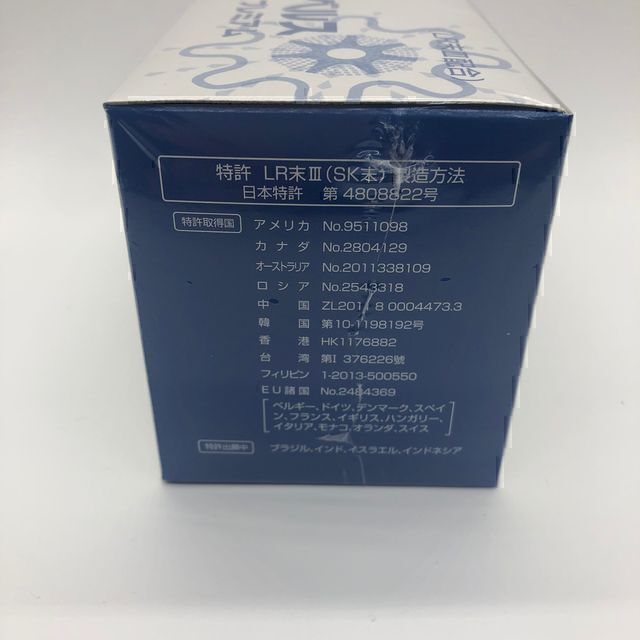 特許 LR末Ⅲ(SK末)製造方法
日本特許 第4808822号
特許取得国 アメリカ No.9511098
カナダ No.2804129
オーストラリア No.2011338109
ロシア No.2543318
中国 ZL2011 8 0004473.3
韓国 第10-1198192号
香港 HK1176882
台湾 第I 376226號
フィリピン 1-2013-500550
EU諸国 No.2484369
[ベルギー、ドイツ、デンマーク、スペイ
ン、フランス、イギリス、ハンガリー、
イタリア、モナコ、オランダ、スイス]
特許出願中 ブラジル、インド、イスラエル、インドネシア